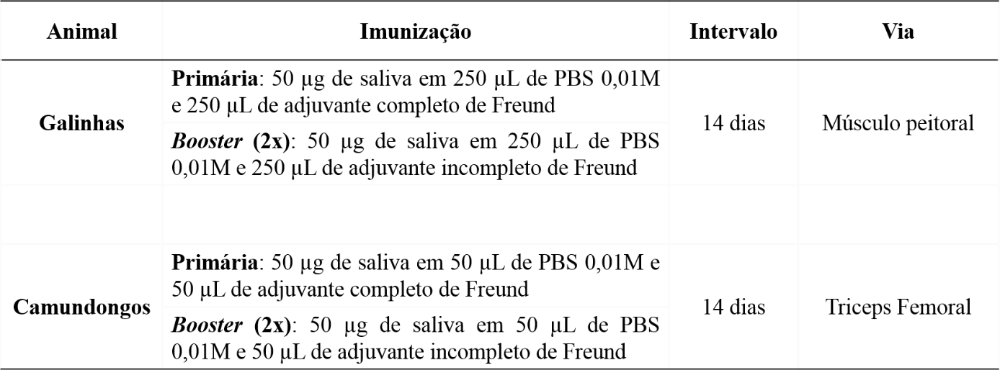 Animal Imunização Intervalo Via
Primária: 50 µg de saliva em 250 µL de PBS 0,01M
e 250 µL de adjuvante completo de Freund
Galinhas 14 dias Músculo peitoral
Booster (2x): 50 µg de saliva em 250 µL de PBS
0,01M e 250 µL de adjuvante incompleto de Freund
Primária: 50 µg de saliva em 50 µL de PBS 0,01M e
50 µL de adjuvante completo de Freund
Camundongos 14 dias Triceps Femoral
Booster (2x): 50 µg de saliva em 50 µL de PBS
0,01M e 50 µL de adjuvante incompleto de Freund